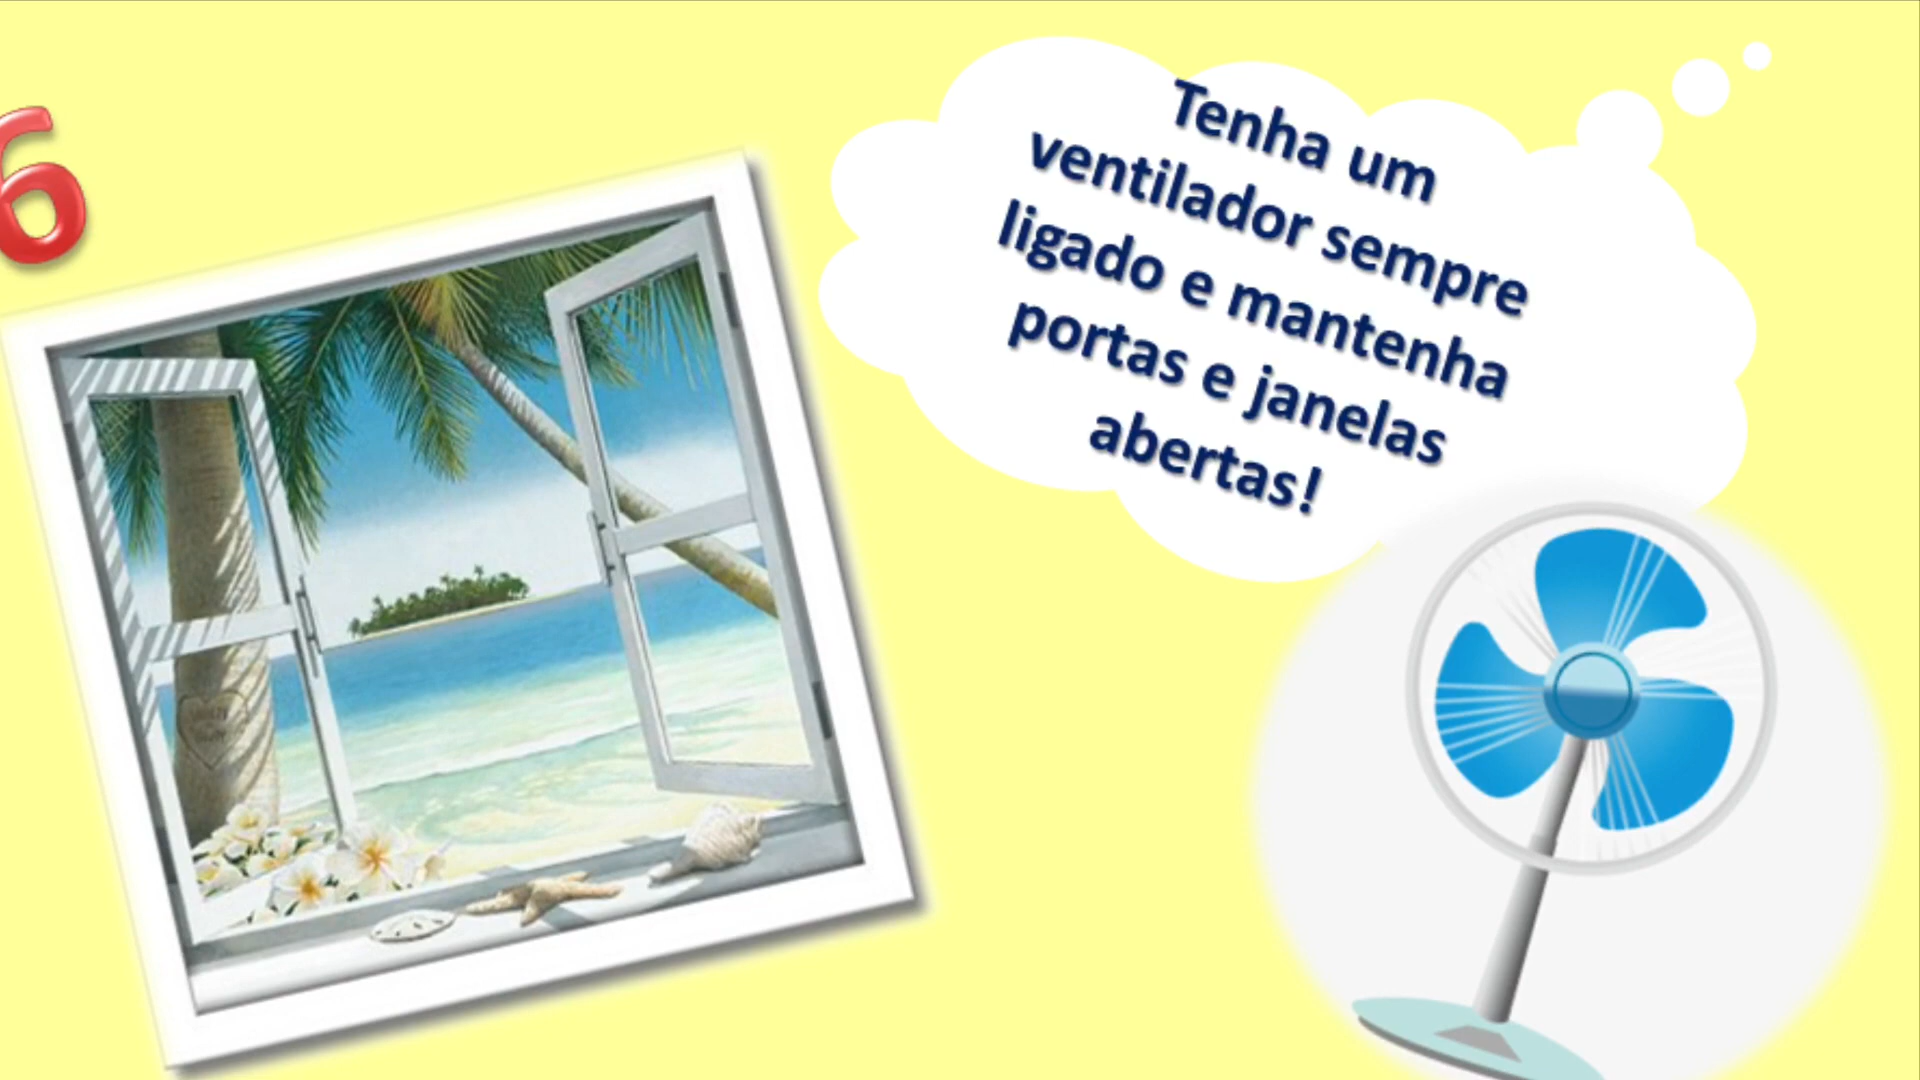 6
Tenha um
ventilador sempre
ligado e mantenha
portas e janelas
abertas!